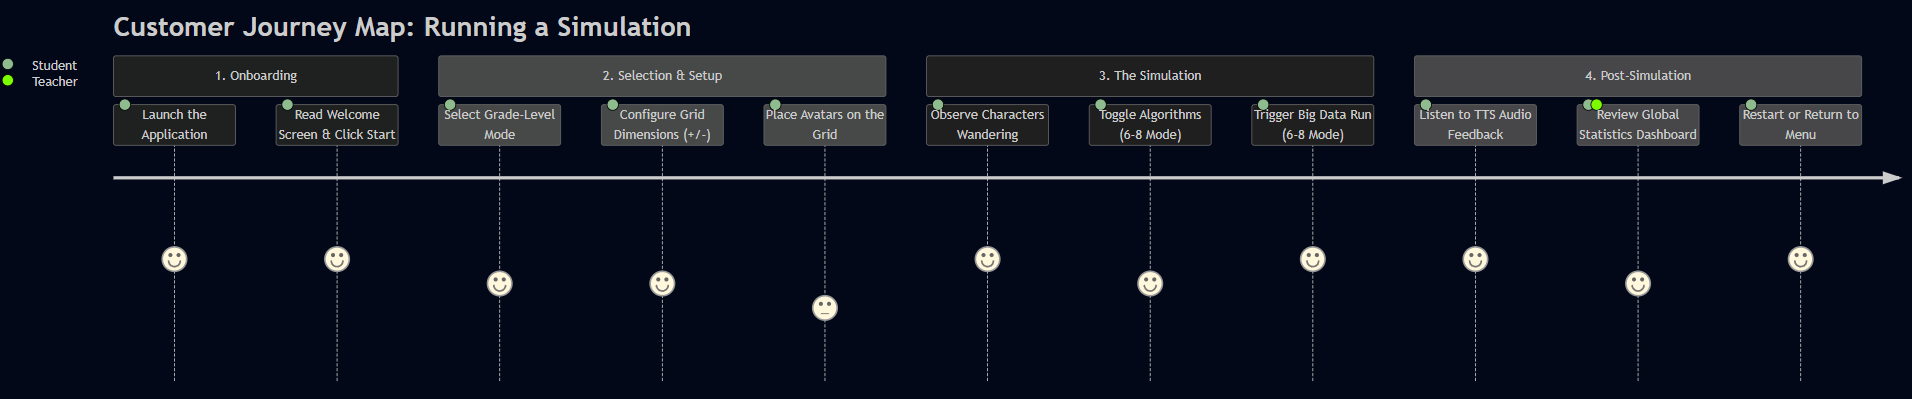 Customer Journey Map: Running a Simulation
Student
Teacher
1. Onboarding
Launch the
Application
Read Welcome
Screen & Click Start
2. Selection & Setup
Select Grade-Level
Mode
Configure Grid
Dimensions (+/-)
Place Avatars on the
Grid
3. The Simulation
Observe Characters
Wandering
Toggle Algorithms
(6-8 Mode)
Trigger Big Data Run
(6-8 Mode)
4. Post-Simulation
Listen to TTS Audio
Feedback
Review Global
Statistics Dashboard
Restart or Return to
Menu